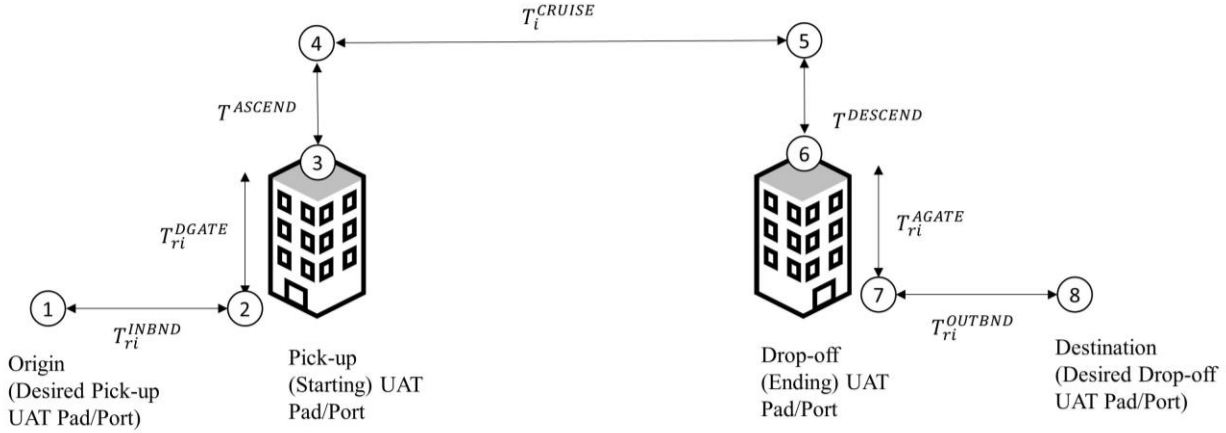 T_i^{CRUISE}
4
5
T^{ASCEND}
T^{DESCEND}
3
6
T_{ri}^{DGATE}
T_{ri}^{AGATE}
1
2
7
8
T_{ri}^{INBND}
T_{ri}^{OUTBND}
Origin
(Desired Pick-up
UAT Pad/Port)
Pick-up
(Starting) UAT
Pad/Port
Drop-off
(Ending) UAT
Pad/Port
Destination
(Desired Drop-off
UAT Pad/Port)